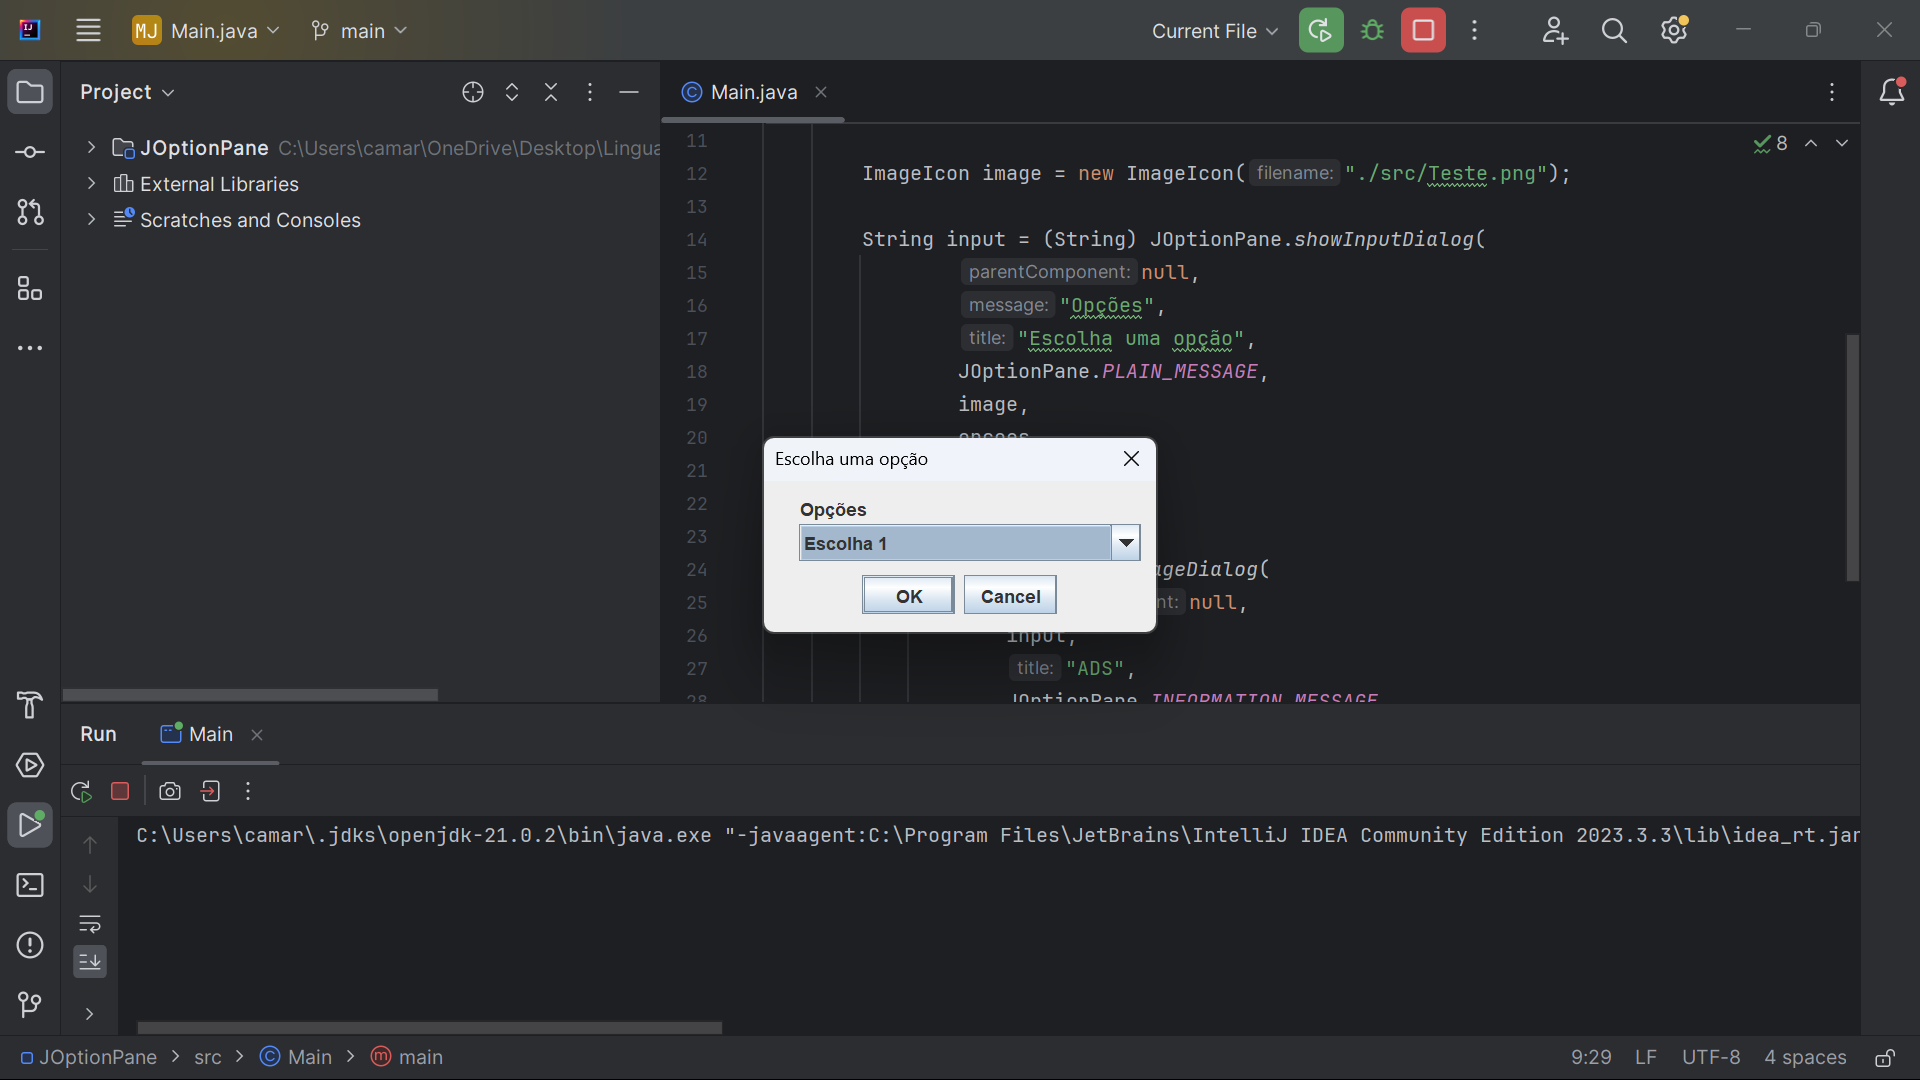 MJ Main.java main Current File
Project
Main.java
JOptionPane C:\Users\camar\OneDrive\Desktop\Lingua
External Libraries
Scratches and Consoles
8
11
12 ImageIcon image = new ImageIcon( filename: "./src/Teste.png");
13
14 String input = (String) JOptionPane.showInputDialog(
15 parentComponent: null,
16 message: "Opções",
17 title: "Escolha uma opção",
18 JOptionPane.PLAIN_MESSAGE,
19 image,
20 opcoes
21
22
23
24 ageDialog(
25 nt: null,
26 input,
27 title: "ADS",
28 JOptionPane.INFORMATION_MESSAGE
Escolha uma opção
Opções
Escolha 1
OK Cancel
Run Main
C:\Users\camar\.jdks\openjdk-21.0.2\bin\java.exe "-javaagent:C:\Program Files\JetBrains\IntelliJ IDEA Community Edition 2023.3.3\lib\idea_rt.jar
JOptionPane > src > Main > main 9:29 LF UTF-8 4 spaces